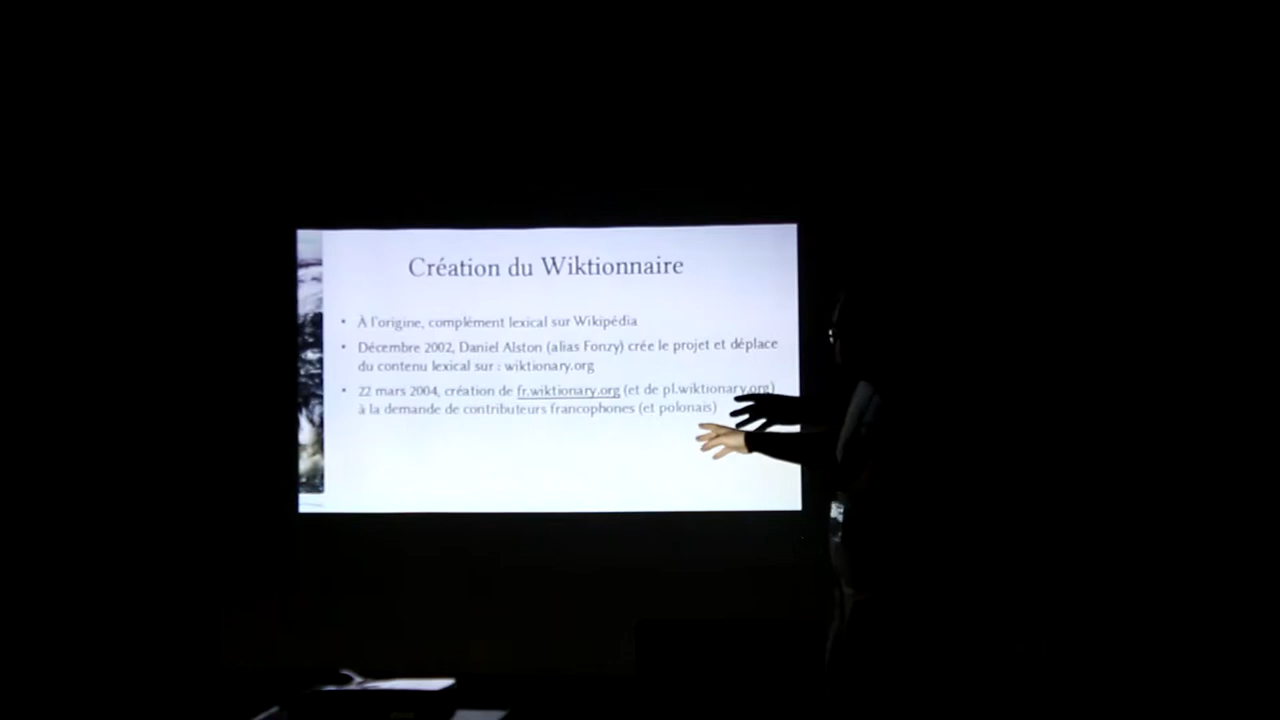 Création du Wiktionnaire
• À l'origine, complément lexical sur Wikipédia
• Décembre 2002, Daniel Alston (alias Fonzy) crée le projet et déplace
du contenu lexical sur : wiktionary.org
• 22 mars 2004, création de fr.wiktionary.org (et de pl.wiktionary.org)
à la demande de contributeurs francophones (et polonais)